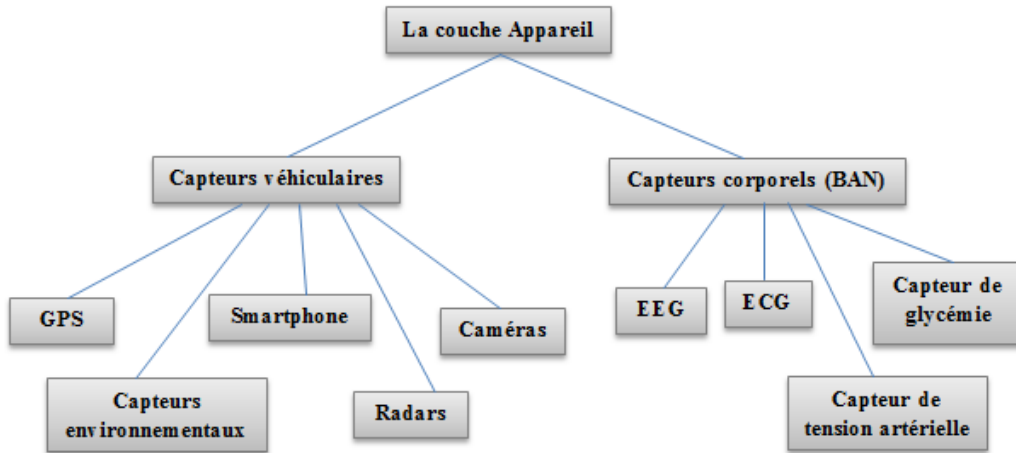 La couche Appareil
Capteurs véhiculaires
Capteurs corporels (BAN)
GPS
Smartphone
Caméras
EEG
ECG
Capteur de
glycémie
Capteurs
environnementaux
Radars
Capteur de
tension artérielle